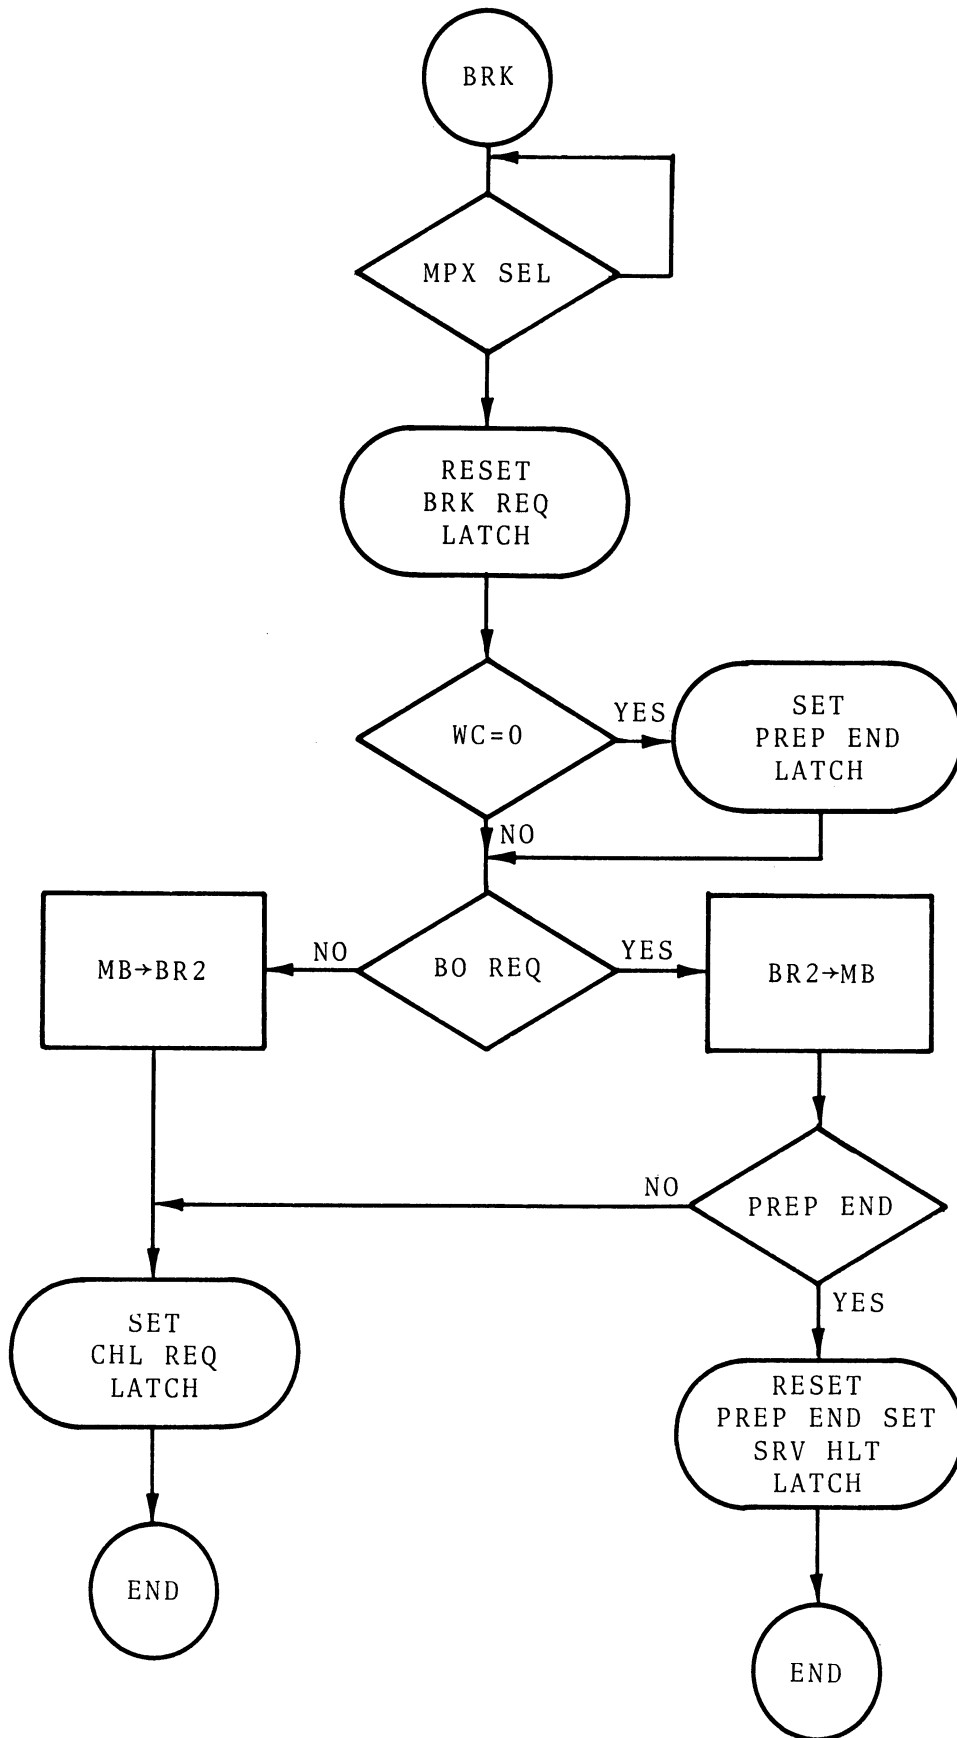 BRK
MPX SEL
RESET
BRK REQ
LATCH
WC=0
YES
SET
PREP END
LATCH
NO
MB→BR2
NO
BO REQ
YES
BR2→MB
NO
PREP END
YES
SET
CHL REQ
LATCH
RESET
PREP END SET
SRV HLT
LATCH
END
END